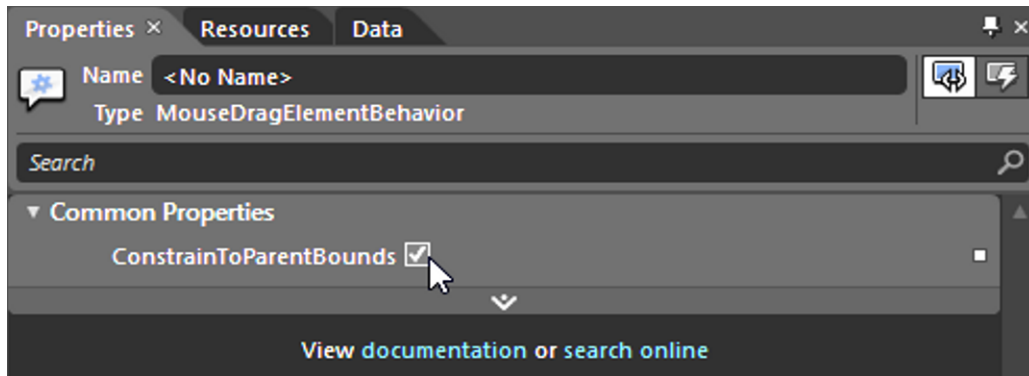 Properties × Resources Data
Name <No Name>
Type MouseDragElementBehavior
Search
Common Properties
ConstrainToParentBounds
View documentation or search online